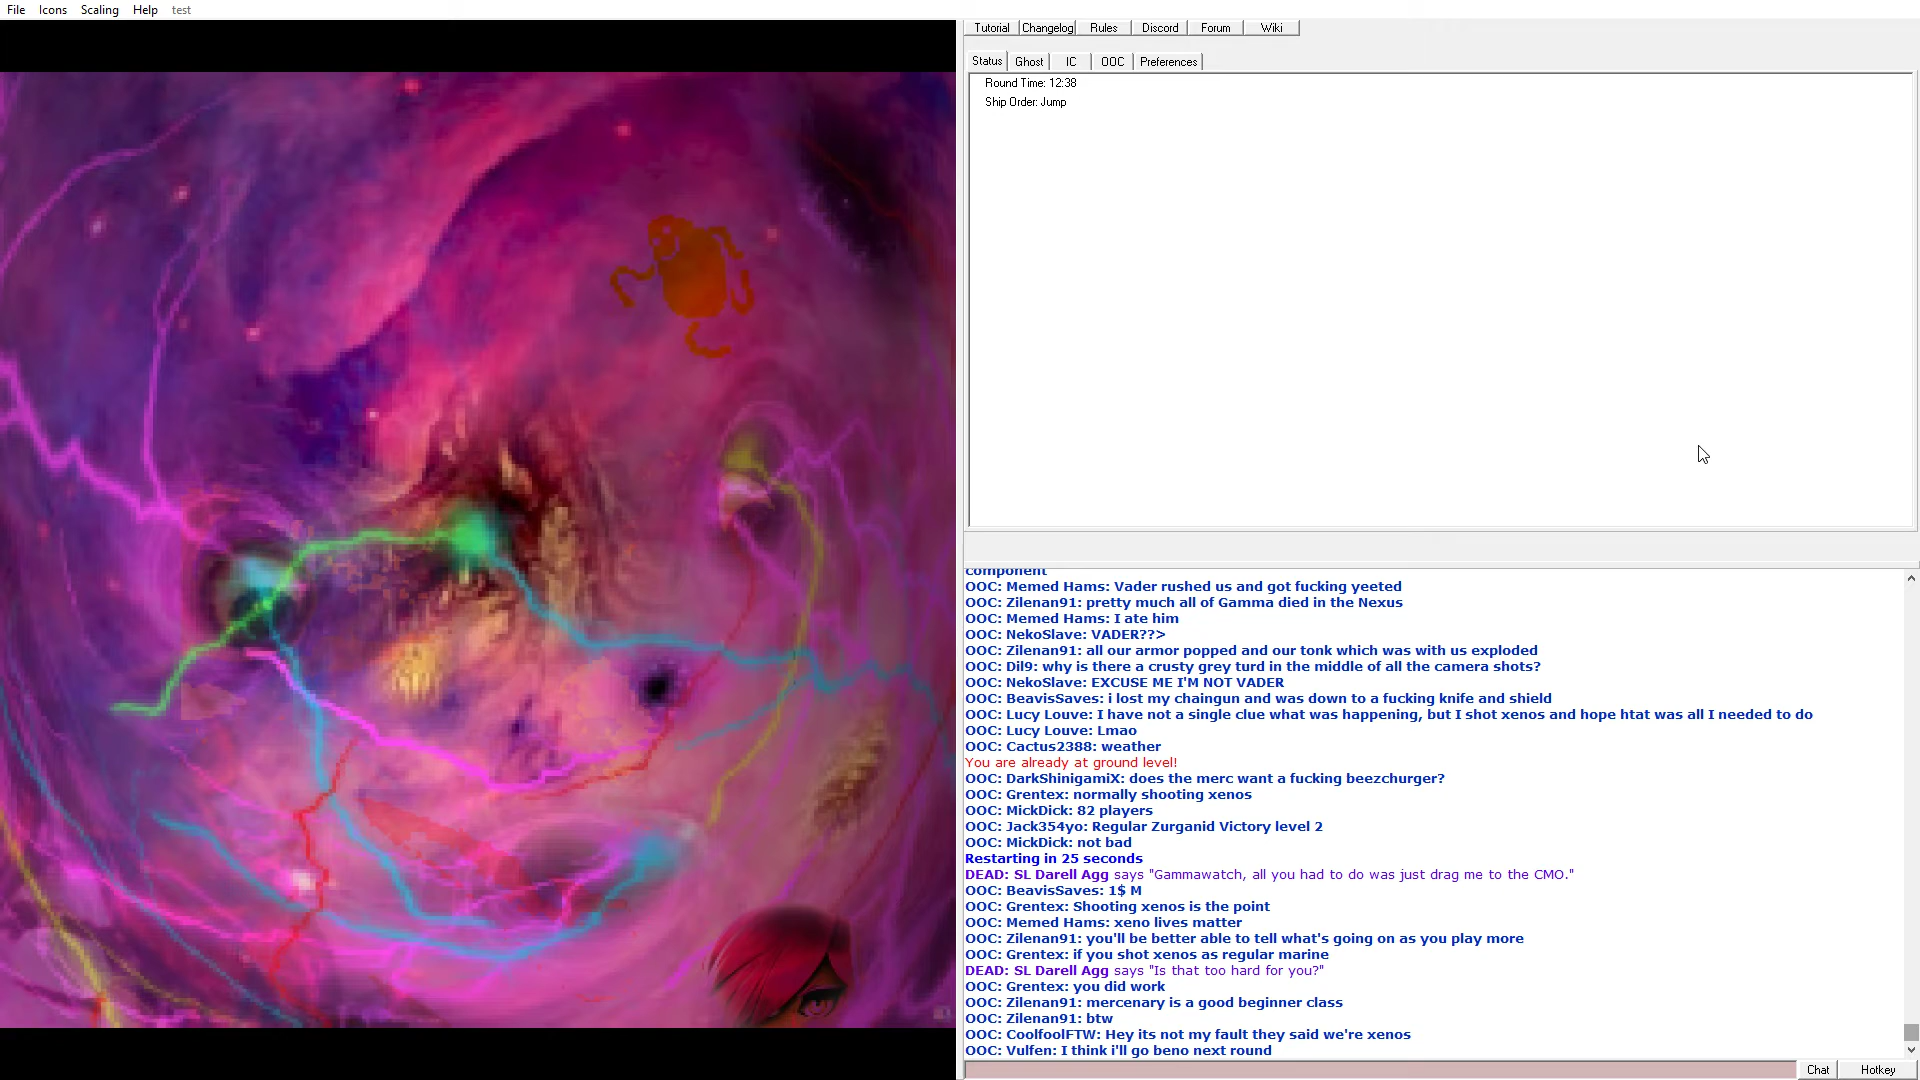 File Icons Scaling Help test
Tutorial Changelog Rules Discord Forum Wiki
Status Ghost IC OOC Preferences
Round Time: 12:38
Ship Order: Jump
component
OOC: Memed Hams: Vader rushed us and got fucking yeeted
OOC: Zilenan91: pretty much all of Gamma died in the Nexus
OOC: Memed Hams: I ate him
OOC: NekoSlave: VADER??>
OOC: Zilenan91: all our armor popped and our tonk which was with us exploded
OOC: Dil9: why is there a crusty grey turd in the middle of all the camera shots?
OOC: NekoSlave: EXCUSE ME I'M NOT VADER
OOC: BeavisSaves: i lost my chaingun and was down to a fucking knife and shield
OOC: Lucy Louve: I have not a single clue what was happening, but I shot xenos and hope htat was all I needed to do
OOC: Lucy Louve: Lmao
OOC: Cactus2388: weather
You are already at ground level!
OOC: DarkShinigamiX: does the merc want a fucking beezchurger?
OOC: Grentex: normally shooting xenos
OOC: MickDick: 82 players
OOC: Jack354yo: Regular Zurganid Victory level 2
OOC: MickDick: not bad
Restarting in 25 seconds
DEAD: SL Darell Agg says "Gammawatch, all you had to do was just drag me to the CMO."
OOC: BeavisSaves: 1$ M
OOC: Grentex: Shooting xenos is the point
OOC: Memed Hams: xeno lives matter
OOC: Zilenan91: you'll be better able to tell what's going on as you play more
OOC: Grentex: if you shot xenos as regular marine
DEAD: SL Darell Agg says "Is that too hard for you?"
OOC: Grentex: you did work
OOC: Zilenan91: mercenary is a good beginner class
OOC: Zilenan91: btw
OOC: CoolfoolFTW: Hey its not my fault they said we're xenos
OOC: Vulfen: I think i'll go beno next round
Chat Hotkey